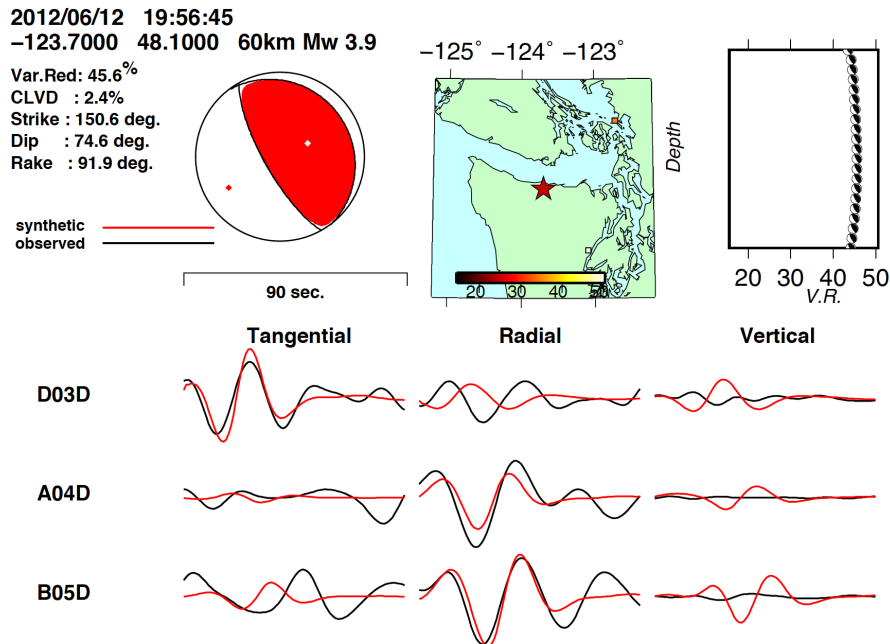 2012/06/12 19:56:45
−123.7000 48.1000 60km Mw 3.9
Var.Red: 45.6%
CLVD : 2.4%
Strike : 150.6 deg.
Dip : 74.6 deg.
Rake : 91.9 deg.
synthetic
observed
90 sec.
−125° −124° −123°
20 30 40
Depth
20 30 40 50
V.R.
Tangential Radial Vertical
D03D
A04D
B05D